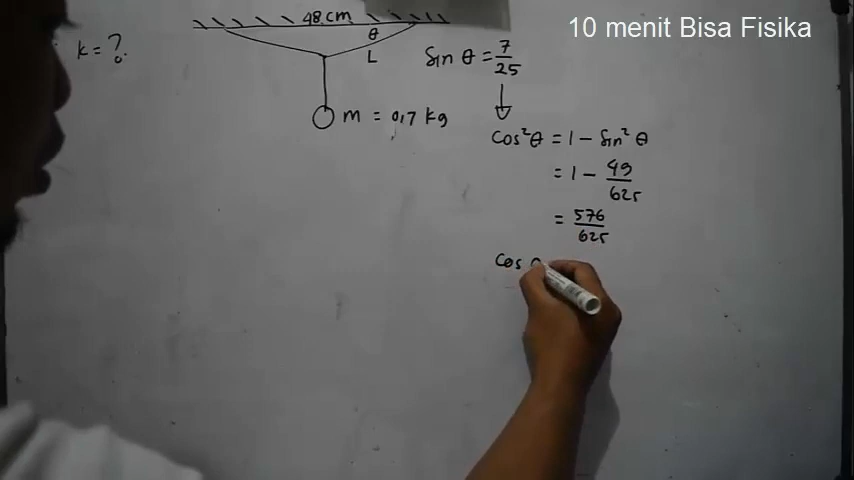 10 menit Bisa Fisika
48 cm
k = ?
θ
L
Sin θ = 7/25
m = 0,7 kg
Cos²θ = 1 - Sin² θ
= 1 - 49/625
= 576/625
Cos